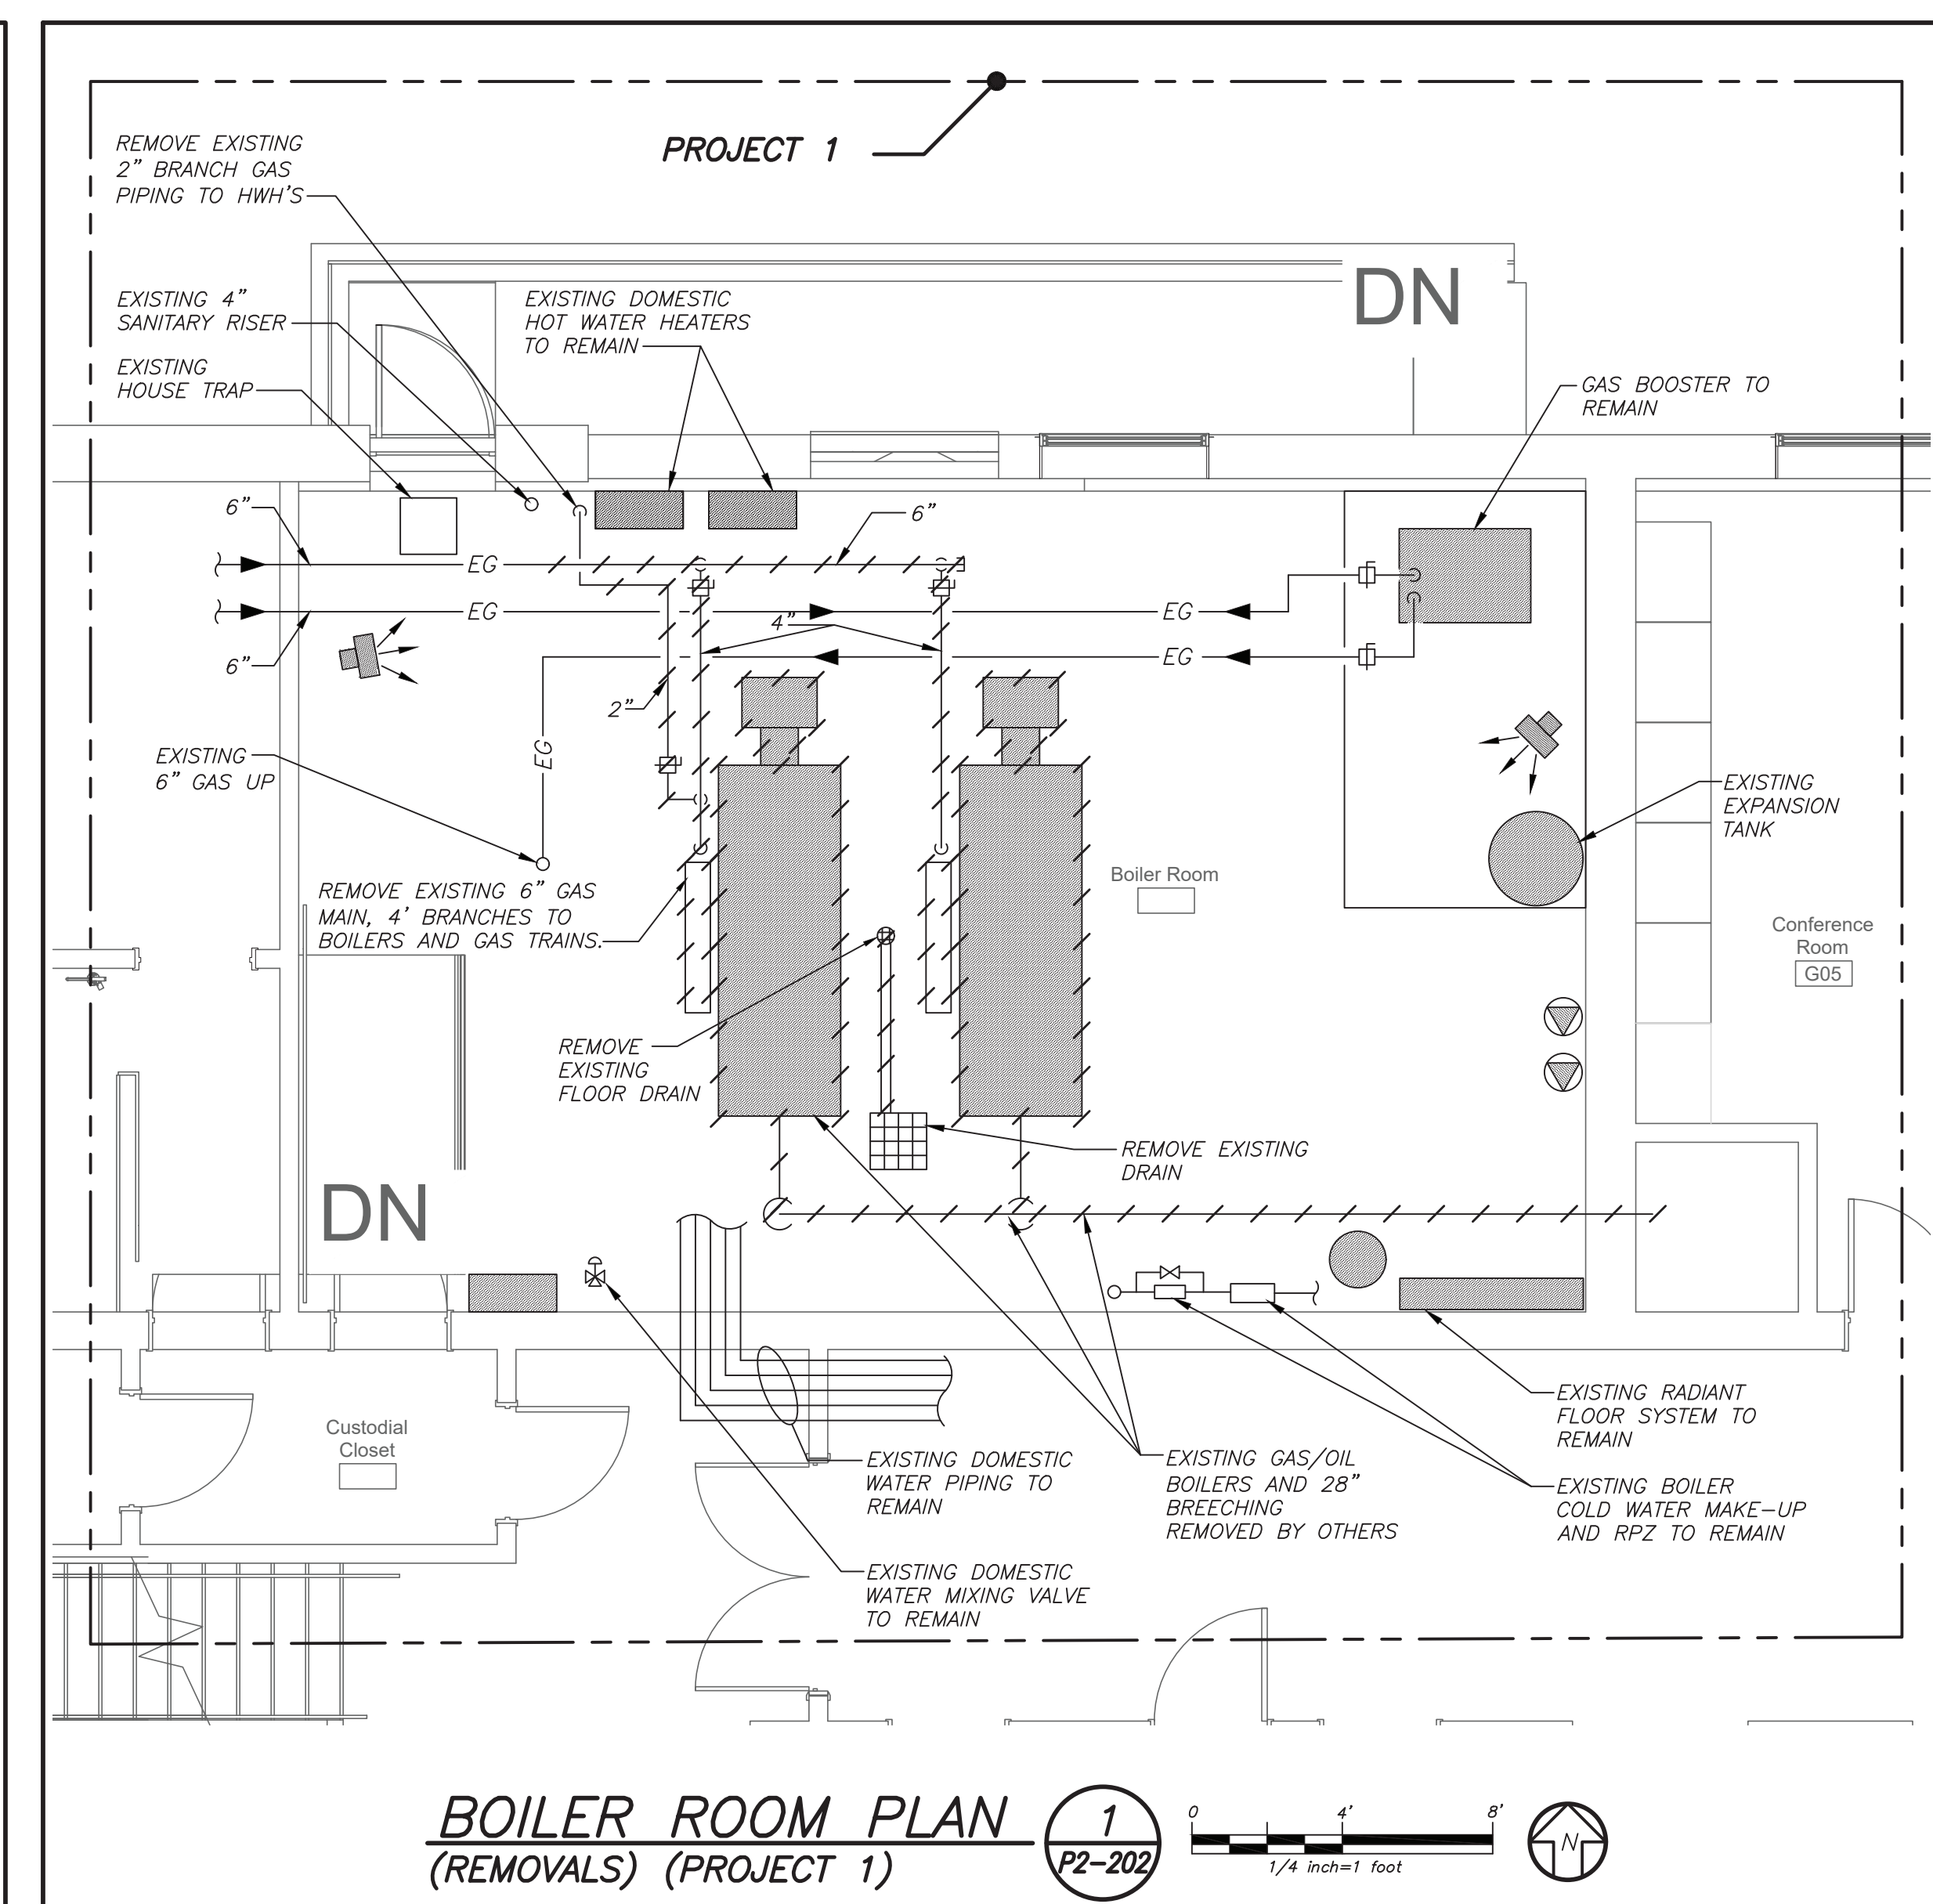 PROJECT 1
REMOVE EXISTING
2" BRANCH GAS
PIPING TO HWH'S
EXISTING 4"
SANITARY RISER
EXISTING
HOUSE TRAP
EXISTING DOMESTIC
HOT WATER HEATERS
TO REMAIN
DN
GAS BOOSTER TO
REMAIN
6"
6"
EG
EG
EG
4"
6"
EG
2"
EG
EXISTING
6" GAS UP
EXISTING
EXPANSION
TANK
Boiler Room
REMOVE EXISTING 6" GAS
MAIN, 4' BRANCHES TO
BOILERS AND GAS TRAINS.
Conference
Room
G05
REMOVE
EXISTING
FLOOR DRAIN
REMOVE EXISTING
DRAIN
DN
Custodial
Closet
EXISTING DOMESTIC
WATER PIPING TO
REMAIN
EXISTING GAS/OIL
BOILERS AND 28"
BREECHING
REMOVED BY OTHERS
EXISTING RADIANT
FLOOR SYSTEM TO
REMAIN
EXISTING BOILER
COLD WATER MAKE-UP
AND RPZ TO REMAIN
EXISTING DOMESTIC
WATER MIXING VALVE
TO REMAIN
BOILER ROOM PLAN
(REMOVALS) (PROJECT 1)
1
P2-202
0 4' 8'
1/4 inch=1 foot
N